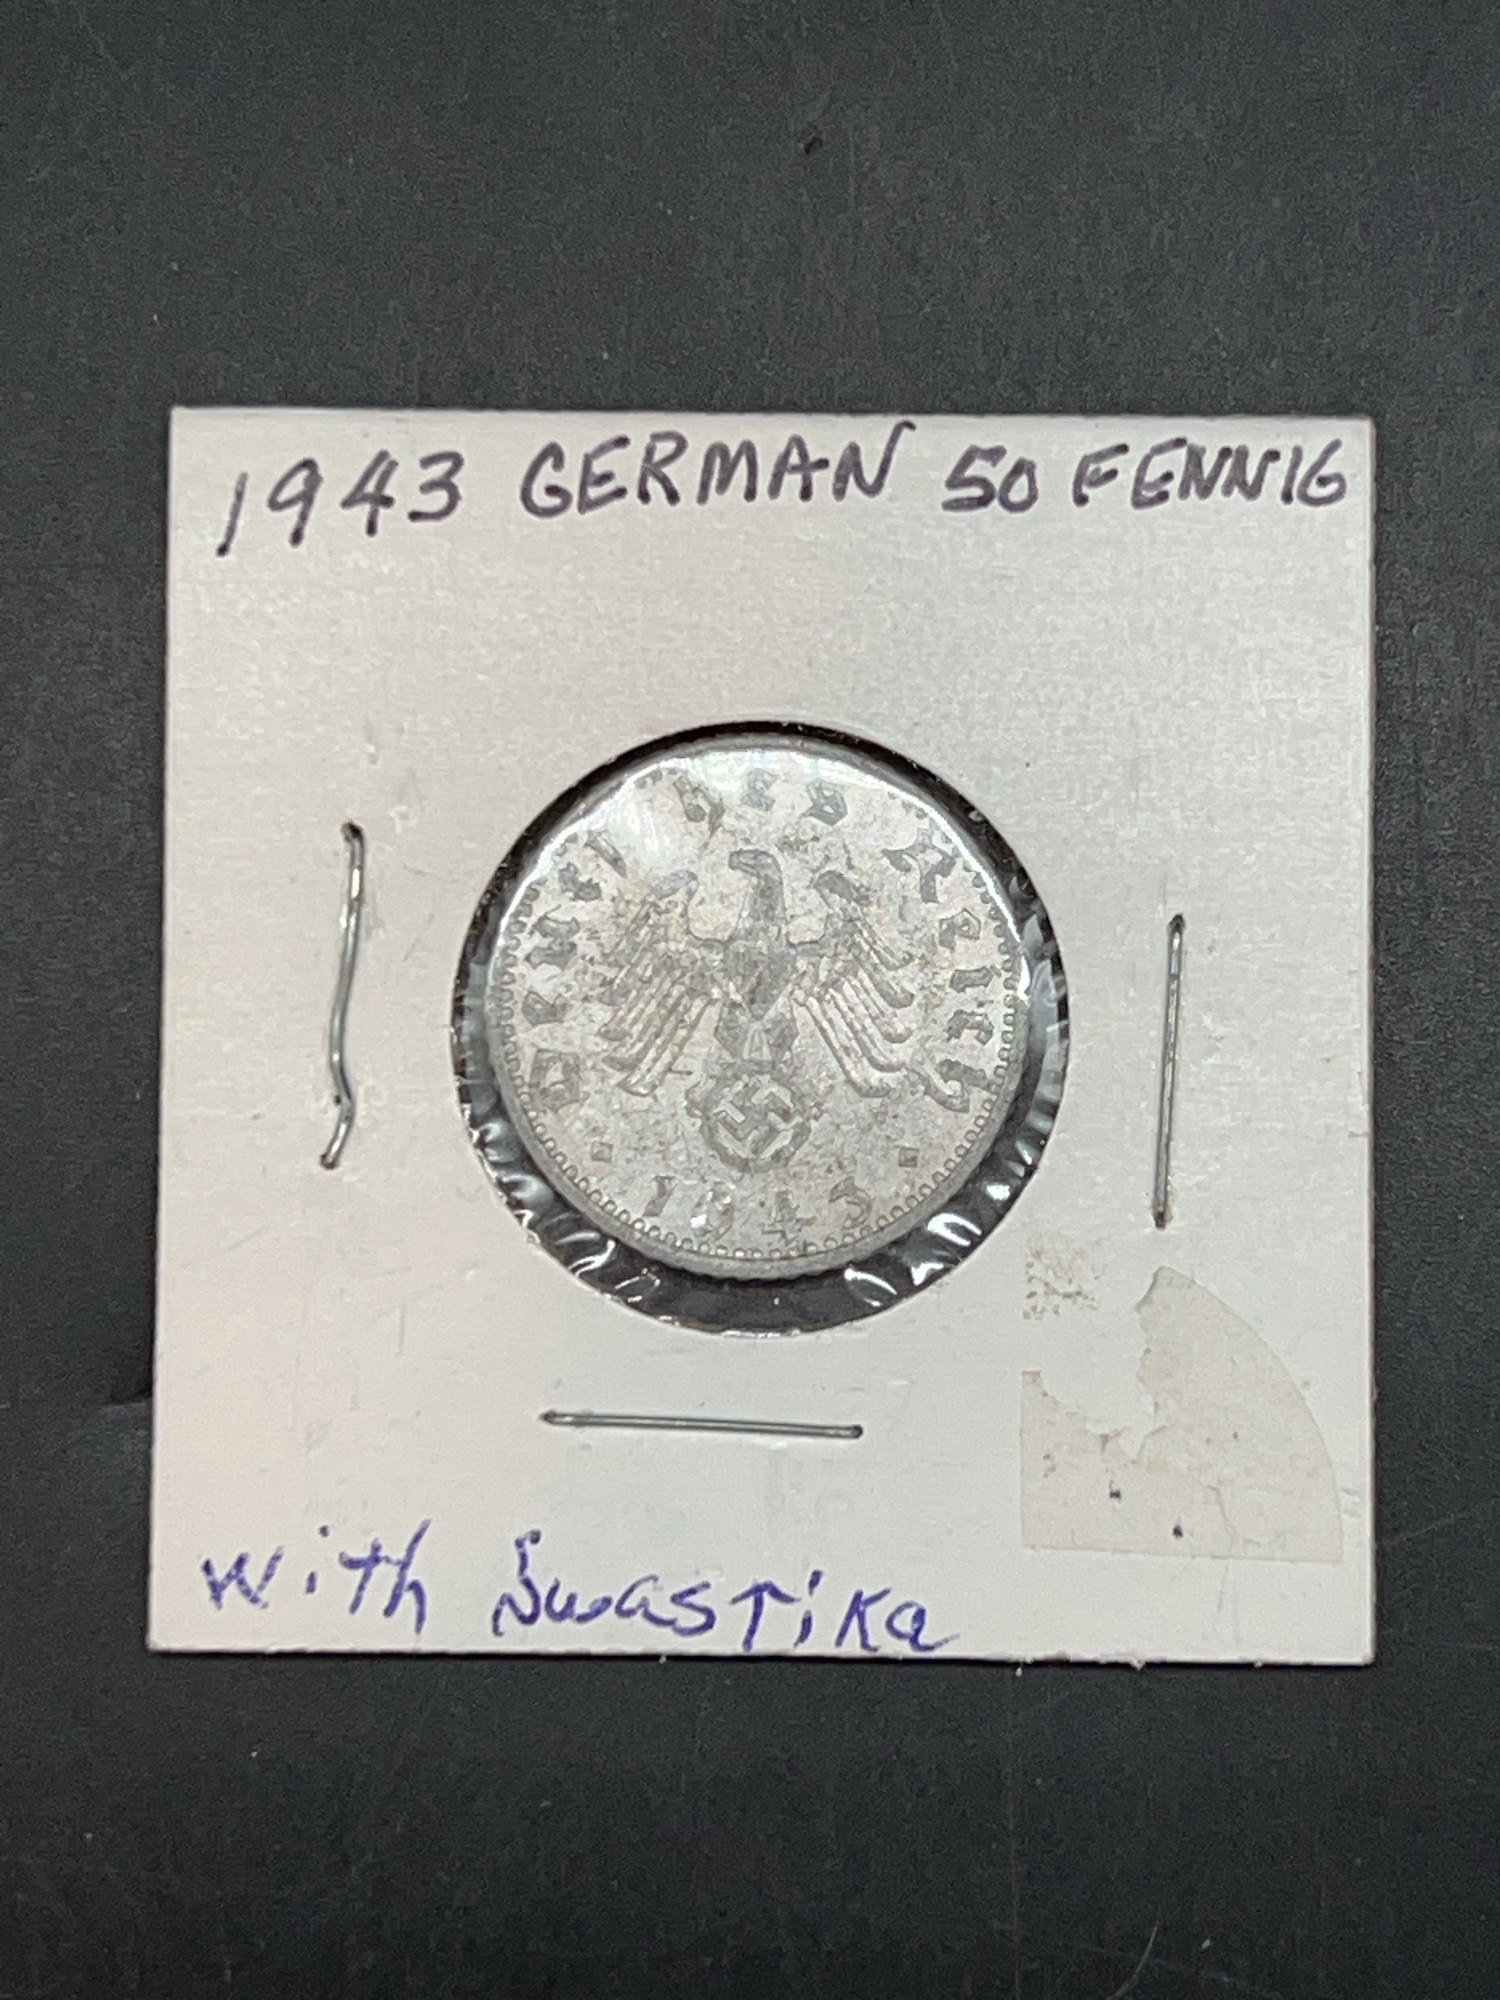 1943 GERMAN 50 FENNIG
Deutsches Reich
1943
with Swastika